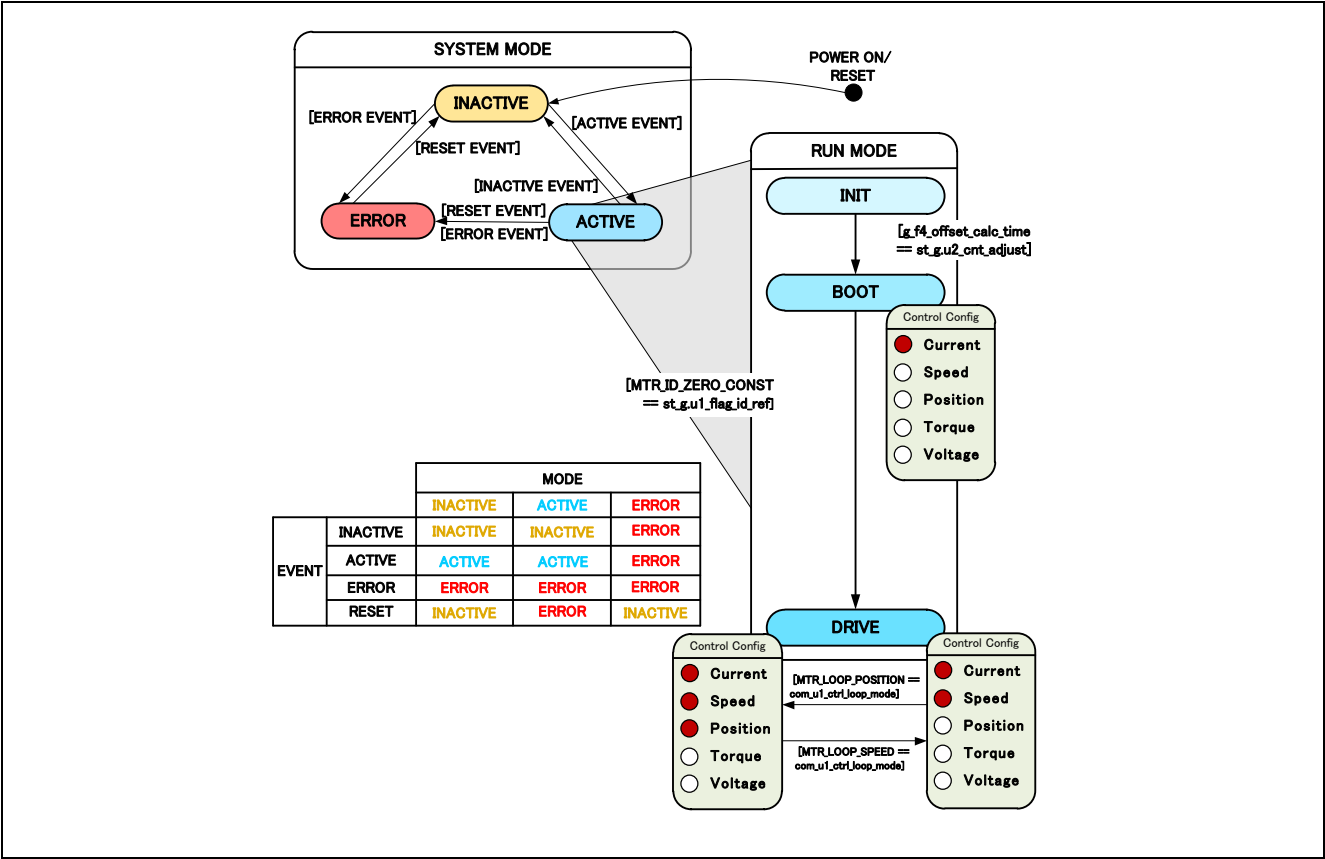 SYSTEM MODE
POWER ON/
RESET
INACTIVE
[ERROR EVENT]
[ACTIVE EVENT]
[RESET EVENT]
[INACTIVE EVENT]
[RESET EVENT]
[ERROR EVENT]
ERROR
ACTIVE
RUN MODE
INIT
[g_f4_offset_calc_time
== st_g.u2_cnt_adjust]
BOOT
Control Config
Current
Speed
Position
Torque
Voltage
[MTR_ID_ZERO_CONST
== st_g.u1_flag_id_ref]
MODE
INACTIVE ACTIVE ERROR
EVENT
INACTIVE INACTIVE INACTIVE ERROR
ACTIVE ACTIVE ACTIVE ERROR
ERROR ERROR ERROR ERROR
RESET INACTIVE ERROR INACTIVE
DRIVE
Control Config
Current
Speed
Position
Torque
Voltage
[MTR_LOOP_POSITION ==
com_u1_ctrl_loop_mode]
[MTR_LOOP_SPEED ==
com_u1_ctrl_loop_mode]
Control Config
Current
Speed
Position
Torque
Voltage